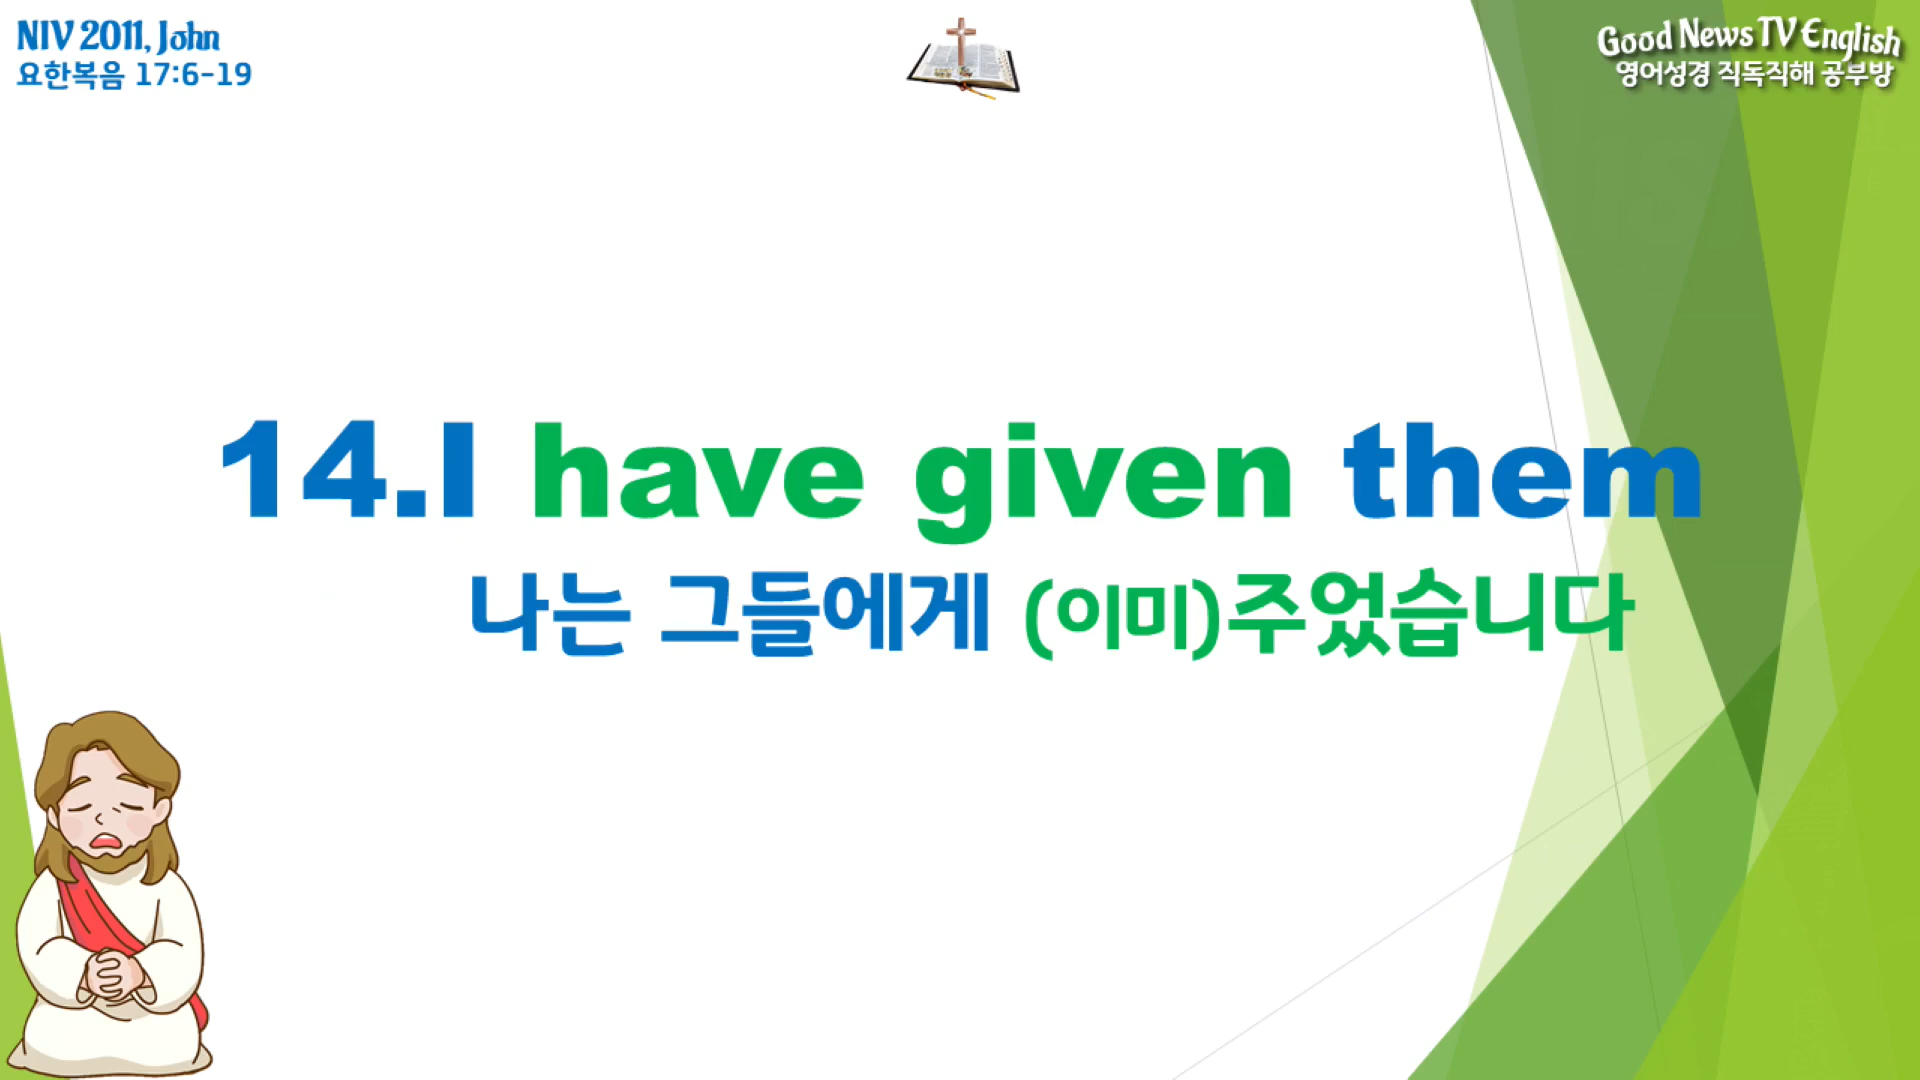 NIV 2011, John
요한복음 17:6-19
Good News TV English
영어성경 직독직해 공부방
14.I have given them
나는 그들에게 (이미)주었습니다